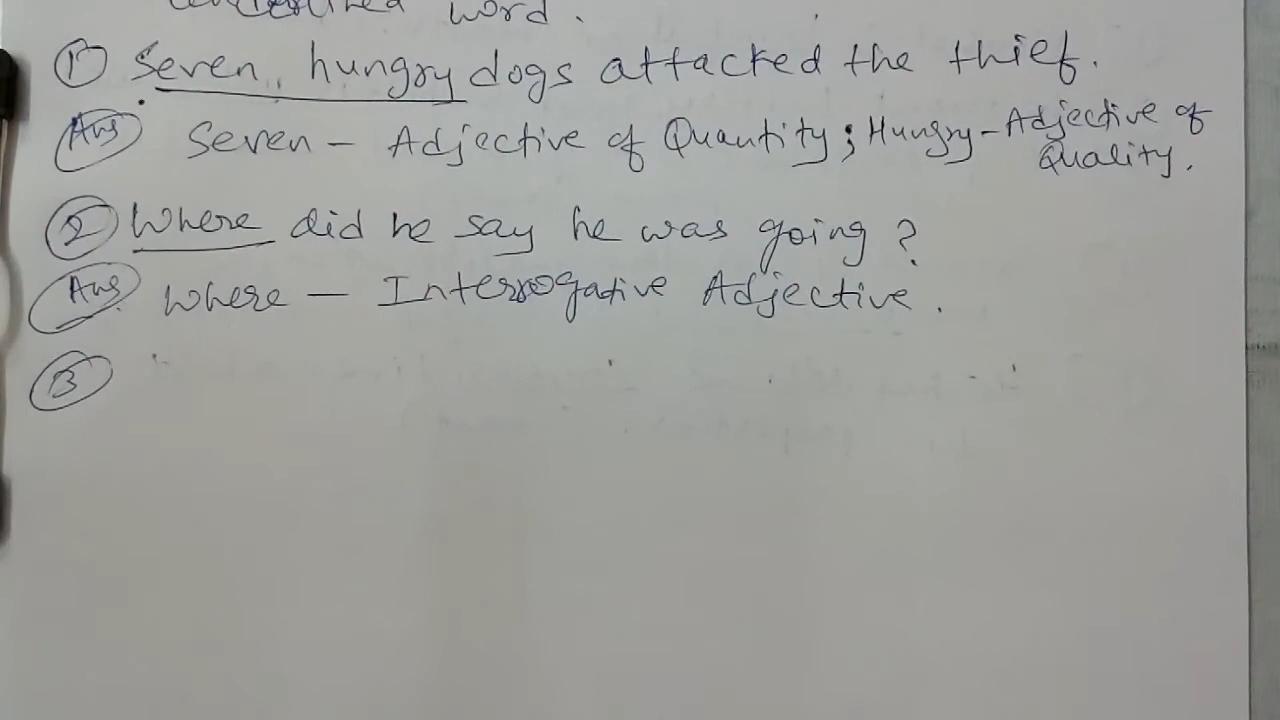 underlined word.
① Seven, hungry dogs attacked the thief.
Ans Seven - Adjective of Quantity; Hungry - Adjective of
Quality.
② Where did he say he was going?
Ans Where - Interrogative Adjective.
③